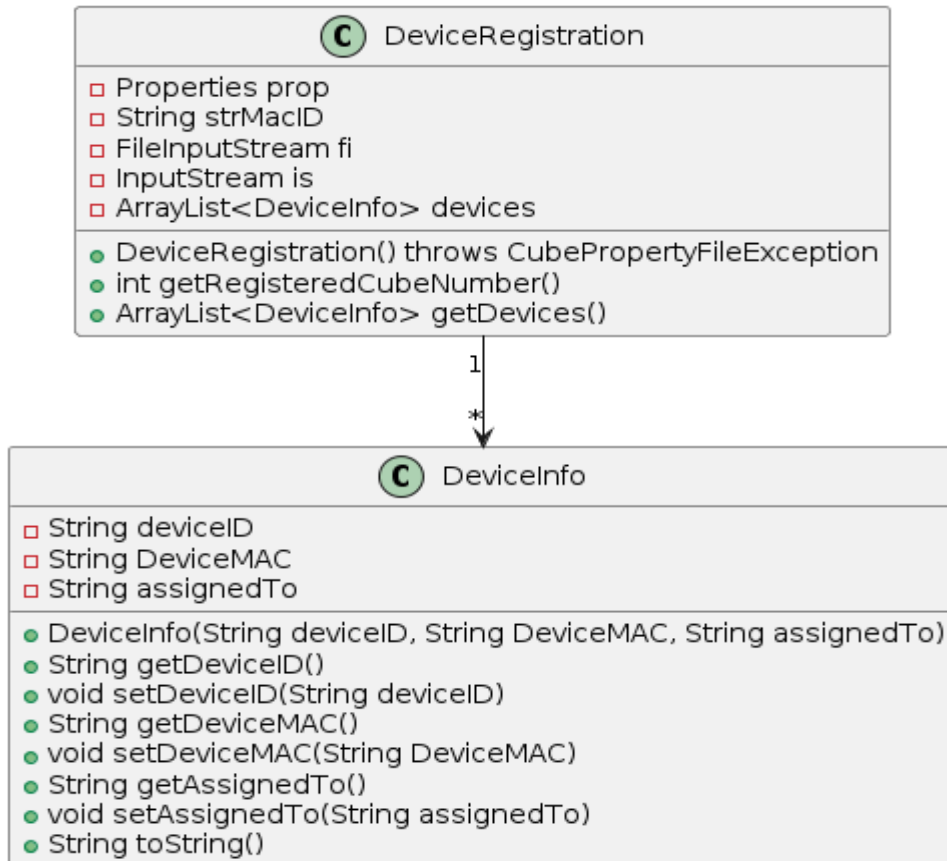 C DeviceRegistration
Properties prop
String strMacID
FileInputStream fi
InputStream is
ArrayList<DeviceInfo> devices
DeviceRegistration() throws CubePropertyFileException
int getRegisteredCubeNumber()
ArrayList<DeviceInfo> getDevices()
1
*
C DeviceInfo
String deviceID
String DeviceMAC
String assignedTo
DeviceInfo(String deviceID, String DeviceMAC, String assignedTo)
String getDeviceID()
void setDeviceID(String deviceID)
String getDeviceMAC()
void setDeviceMAC(String DeviceMAC)
String getAssignedTo()
void setAssignedTo(String assignedTo)
String toString()